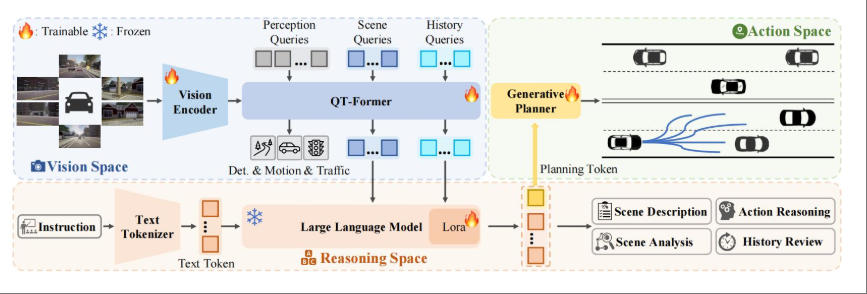 : Trainable : Frozen
Perception
Queries
Scene
Queries
History
Queries
Action Space
Vision
Encoder
QT-Former
Generative
Planner
Det. & Motion & Traffic
Vision Space
Planning Token
Instruction
Text
Tokenizer
Text Token
Large Language Model
Lora
A
B C
Reasoning Space
Scene Description
Action Reasoning
Scene Analysis
History Review